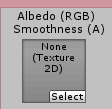 Albedo (RGB)
Smoothness (A)
None
(Texture
2D)
Select